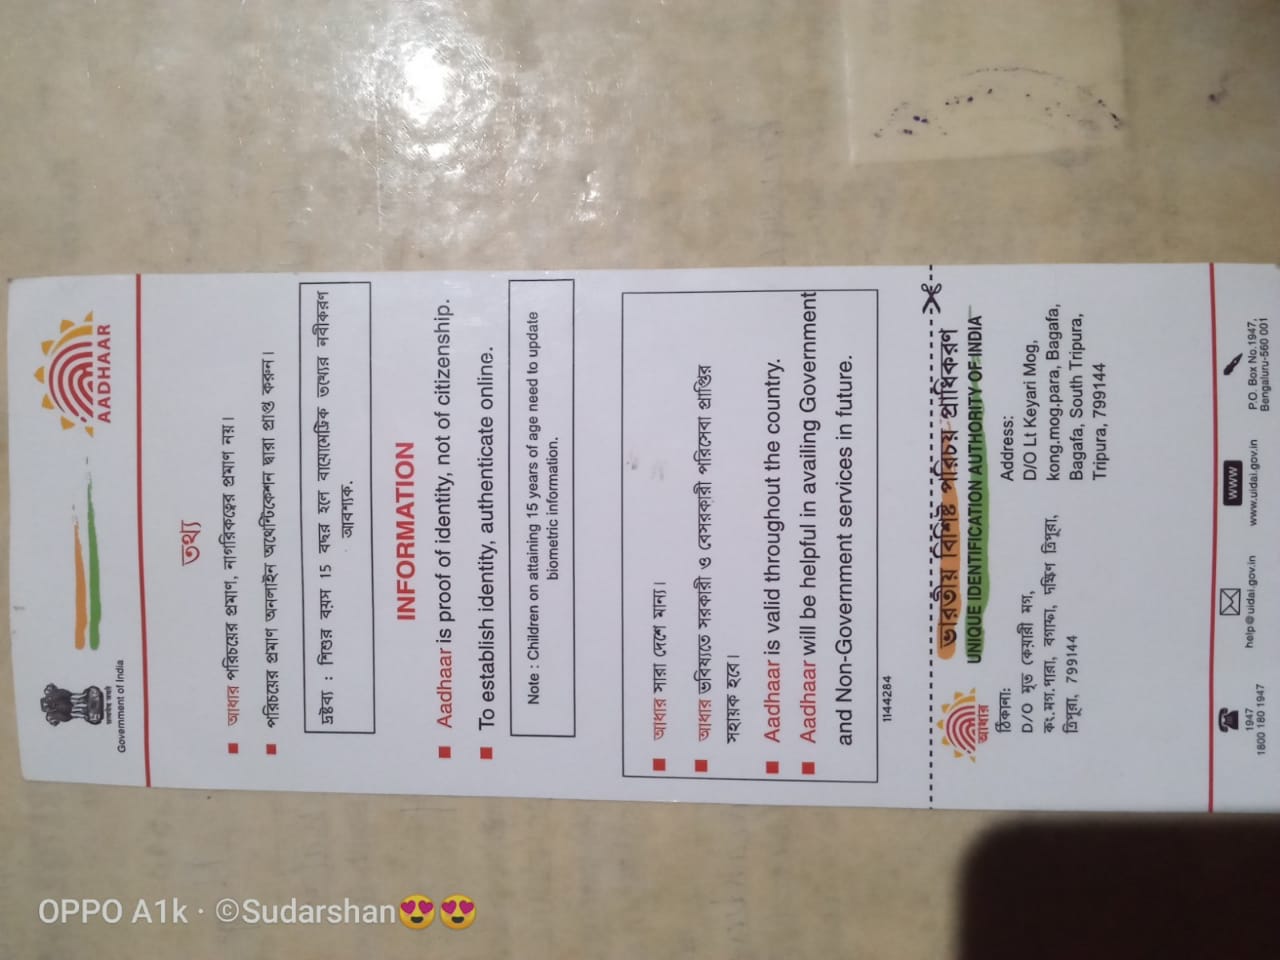 Government of India
AADHAAR
তথ্য
আধার পরিচয়ের প্রমাণ, নাগরিকত্বের প্রমাণ নয়।
পরিচয়ের প্রমাণ অনলাইন অথেন্টিকেশন দ্বারা প্রাপ্ত করুন।
দ্রষ্টব্য : শিশুর বয়স 15 বছর হলে বায়োমেট্রিক তথ্যের নবীকরণ
আবশ্যক.
INFORMATION
Aadhaar is proof of identity, not of citizenship.
To establish identity, authenticate online.
Note : Children on attaining 15 years of age need to update
biometric information.
আধার সারা দেশে মান্য।
আধার ভবিষ্যতে সরকারী ও বেসরকারী পরিসেবা প্রাপ্তির
সহায়ক হবে।
Aadhaar is valid throughout the country.
Aadhaar will be helpful in availing Government
and Non-Government services in future.
1144284
ভারতীয় বিশিষ্ট পরিচয় প্রাধিকরণ
UNIQUE IDENTIFICATION AUTHORITY OF INDIA
আধার
ঠিকানা:
D/O মৃত কেয়ারী মগ,
কং.মগ.পারা, বগাফা, দক্ষিণ ত্রিপুরা,
ত্রিপুরা, 799144
Address:
D/O Lt Keyari Mog,
kong.mog.para, Bagafa,
Bagafa, South Tripura,
Tripura, 799144
1947
1800 180 1947
help@uidai.gov.in
www
www.uidai.gov.in
P.O. Box No.1947,
Bengaluru-560 001
OPPO A1k · ©Sudarshan😍😍